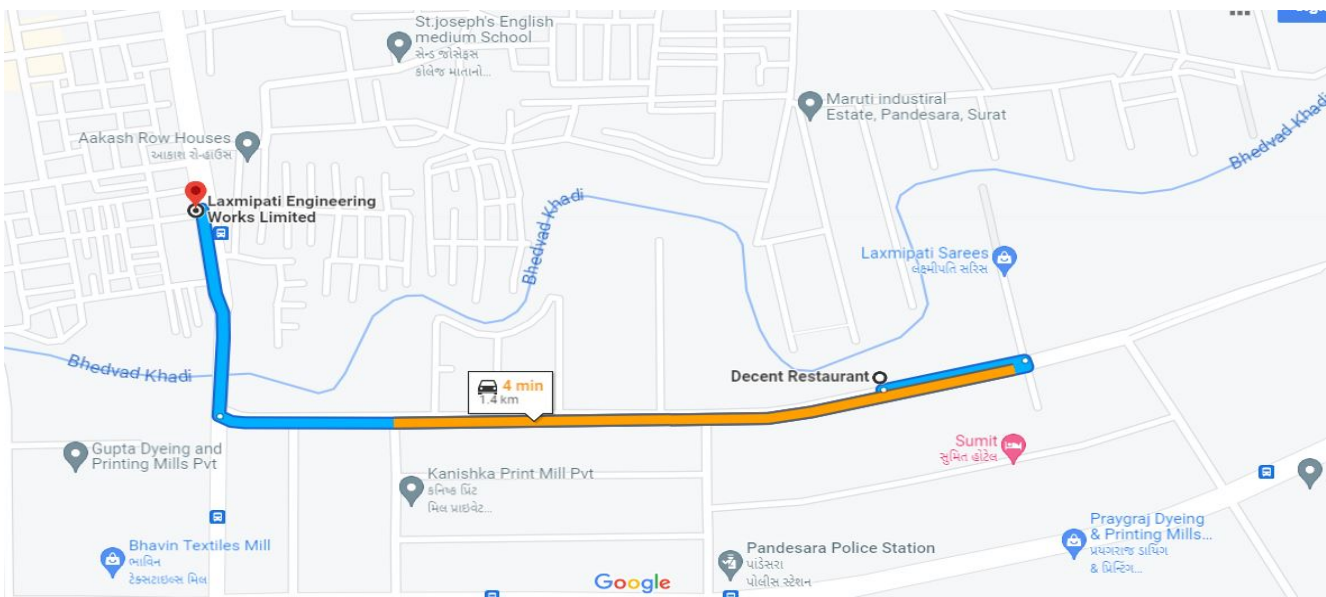 St.joseph's English
medium School
સેન્ટ જોસેફસ
કોલેજ માતાનો...
Maruti industiral
Estate, Pandesara, Surat
Aakash Row Houses
આકાશ રો-હાઉસ
Bhedvad Khadi
Laxmipati Engineering
Works Limited
Bhedvad Khadi
Laxmipati Sarees
લક્ષ્મીપતિ સરિસ
Bhedvad Khadi
Decent Restaurant
4 min
1.4 km
Gupta Dyeing and
Printing Mills Pvt
Sumit
સુમિત હોટેલ
Kanishka Print Mill Pvt
કનિષ્ક પ્રિંટ
મિલ પ્રાઇવેટ...
Praygraj Dyeing
& Printing Mills...
પ્રયગરાજ ડાયિંગ
& પ્રિન્ટિંગ...
Bhavin Textiles Mill
ભાવિન
ટેક્સટાઇલ્સ મિલ
Pandesara Police Station
પાંડેસરા
પોલીસ સ્ટેશન
Google